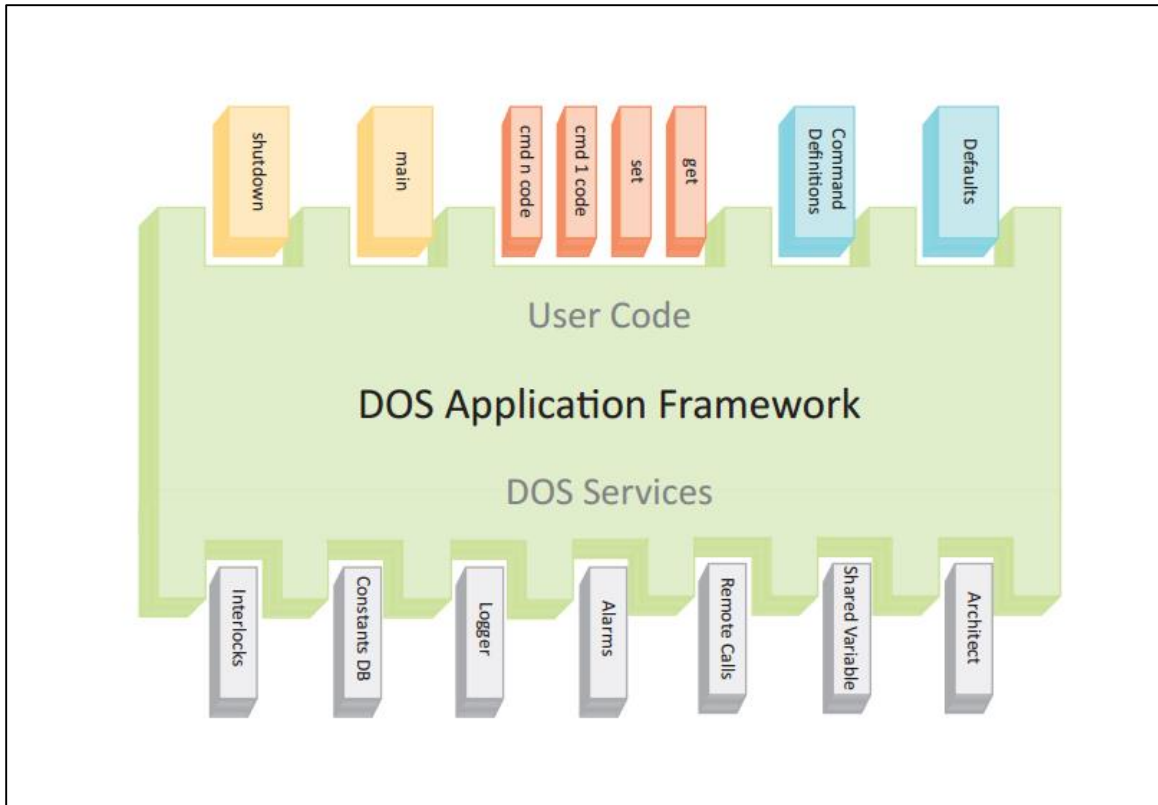 shutdown
main
cmd n code
cmd 1 code
set
get
Command
Definitions
Defaults
User Code
DOS Application Framework
DOS Services
Interlocks
Constants DB
Logger
Alarms
Remote Calls
Shared Variable
Architect